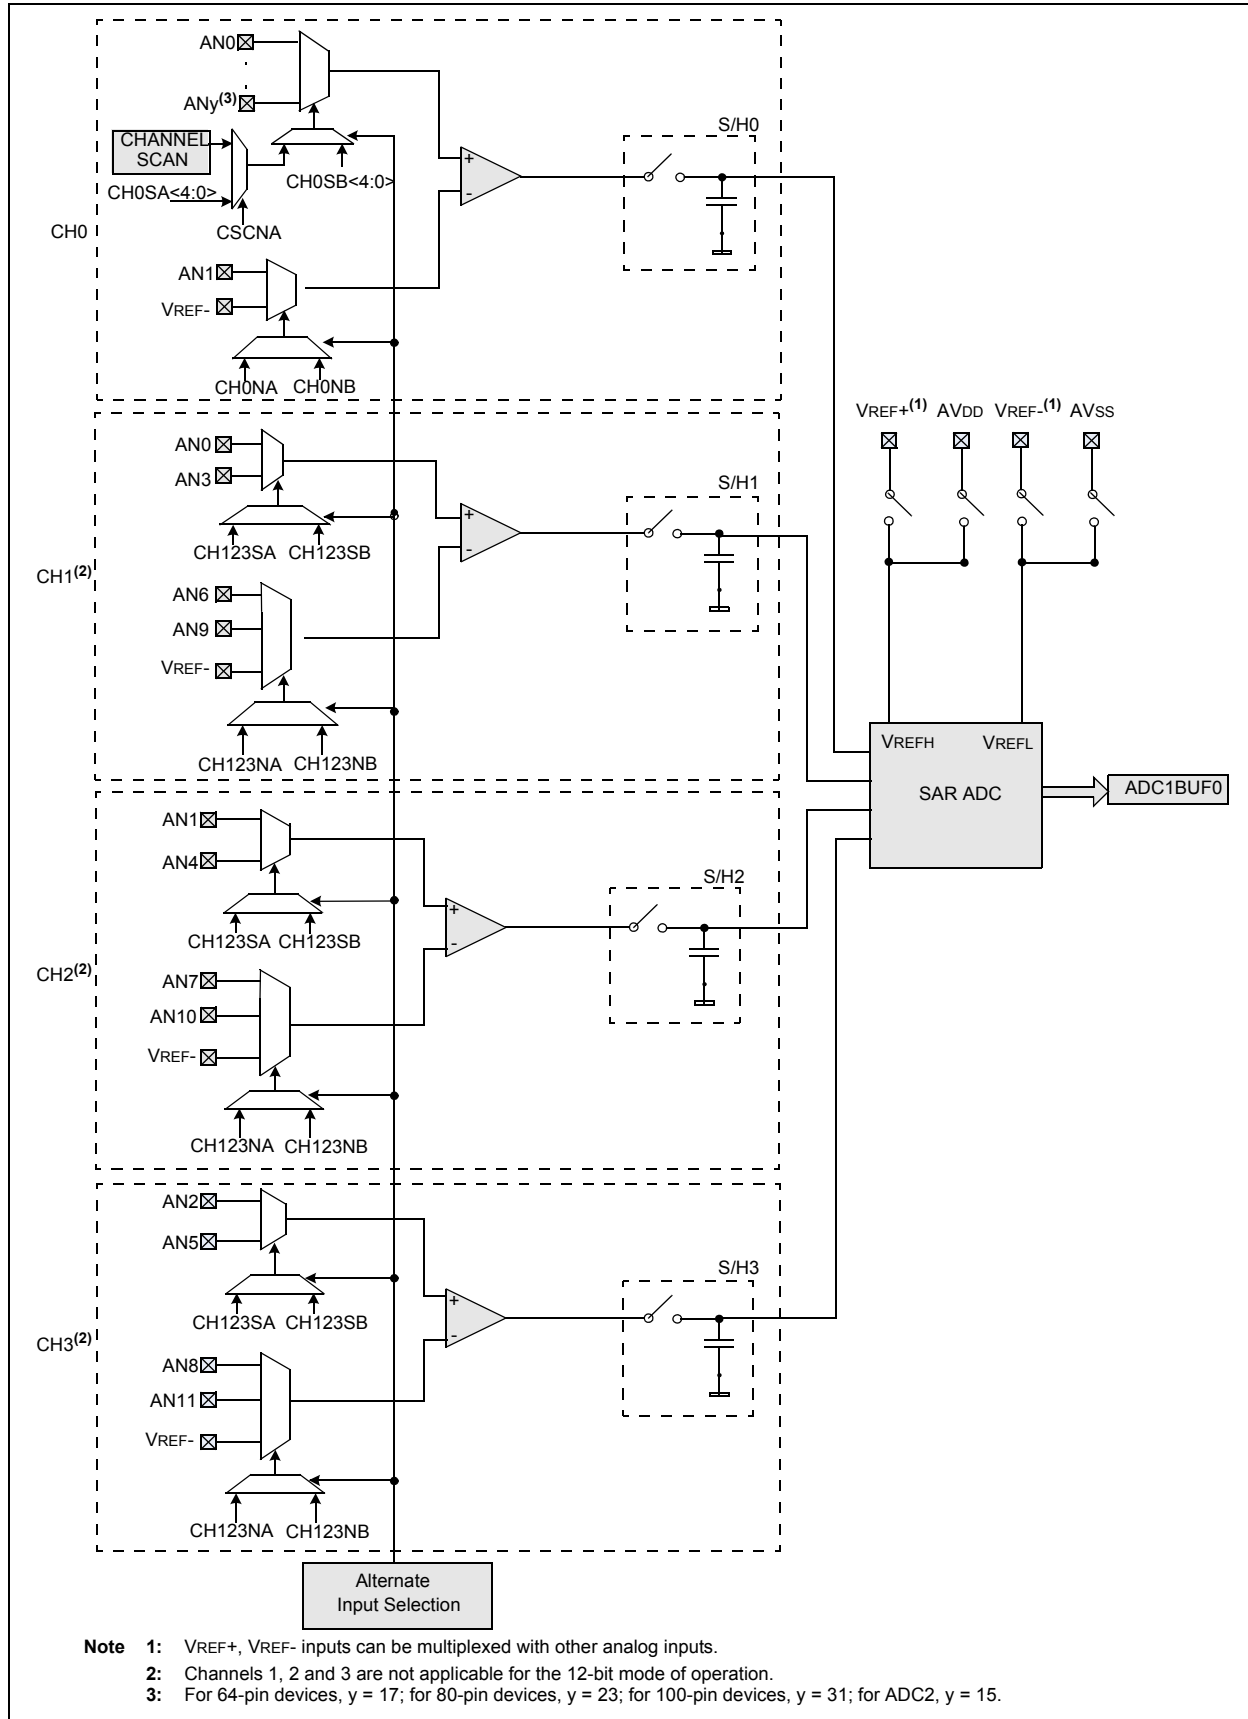 AN0
ANy(3)
CHANNEL
SCAN
CH0SA<4:0>
CH0SB<4:0>
CSCNA
CH0
+
-
S/H0
AN1
VREF-
CH0NA CH0NB
AN0
AN3
CH123SA CH123SB
CH1(2)
+
-
S/H1
AN6
AN9
VREF-
CH123NA CH123NB
VREF+(1) AVDD VREF-(1) AVSS
VREFH VREFL
SAR ADC
ADC1BUF0
AN1
AN4
CH123SA CH123SB
CH2(2)
+
-
S/H2
AN7
AN10
VREF-
CH123NA CH123NB
AN2
AN5
CH123SA CH123SB
CH3(2)
+
-
S/H3
AN8
AN11
VREF-
CH123NA CH123NB
Alternate
Input Selection
Note 1: VREF+, VREF- inputs can be multiplexed with other analog inputs.
2: Channels 1, 2 and 3 are not applicable for the 12-bit mode of operation.
3: For 64-pin devices, y = 17; for 80-pin devices, y = 23; for 100-pin devices, y = 31; for ADC2, y = 15.